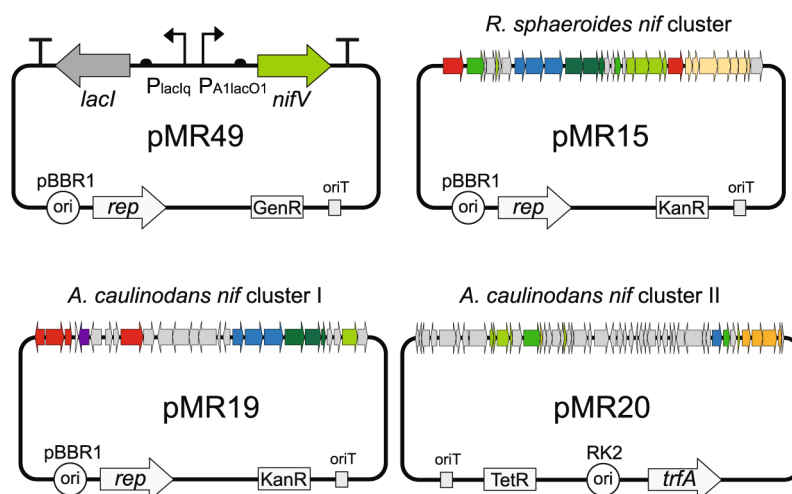 R. sphaeroides nif cluster
lacI
PlacIq
PA1lacO1
nifV
pMR49
pMR15
pBBR1
ori
rep
GenR
oriT
pBBR1
ori
rep
KanR
oriT
A. caulinodans nif cluster I
A. caulinodans nif cluster II
pMR19
pMR20
pBBR1
ori
rep
KanR
oriT
oriT
TetR
RK2
ori
trfA